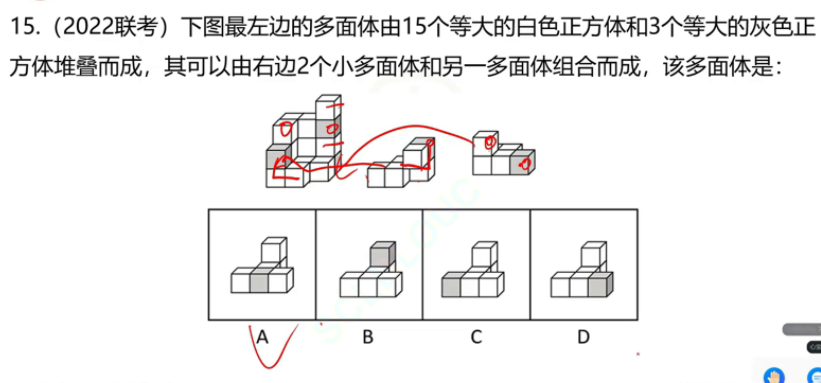 15.（2022联考）下图最左边的多面体由15个等大的白色正方体和3个等大的灰色正
方体堆叠而成，其可以由右边2个小多面体和另一多面体组合而成，该多面体是：
A B C D